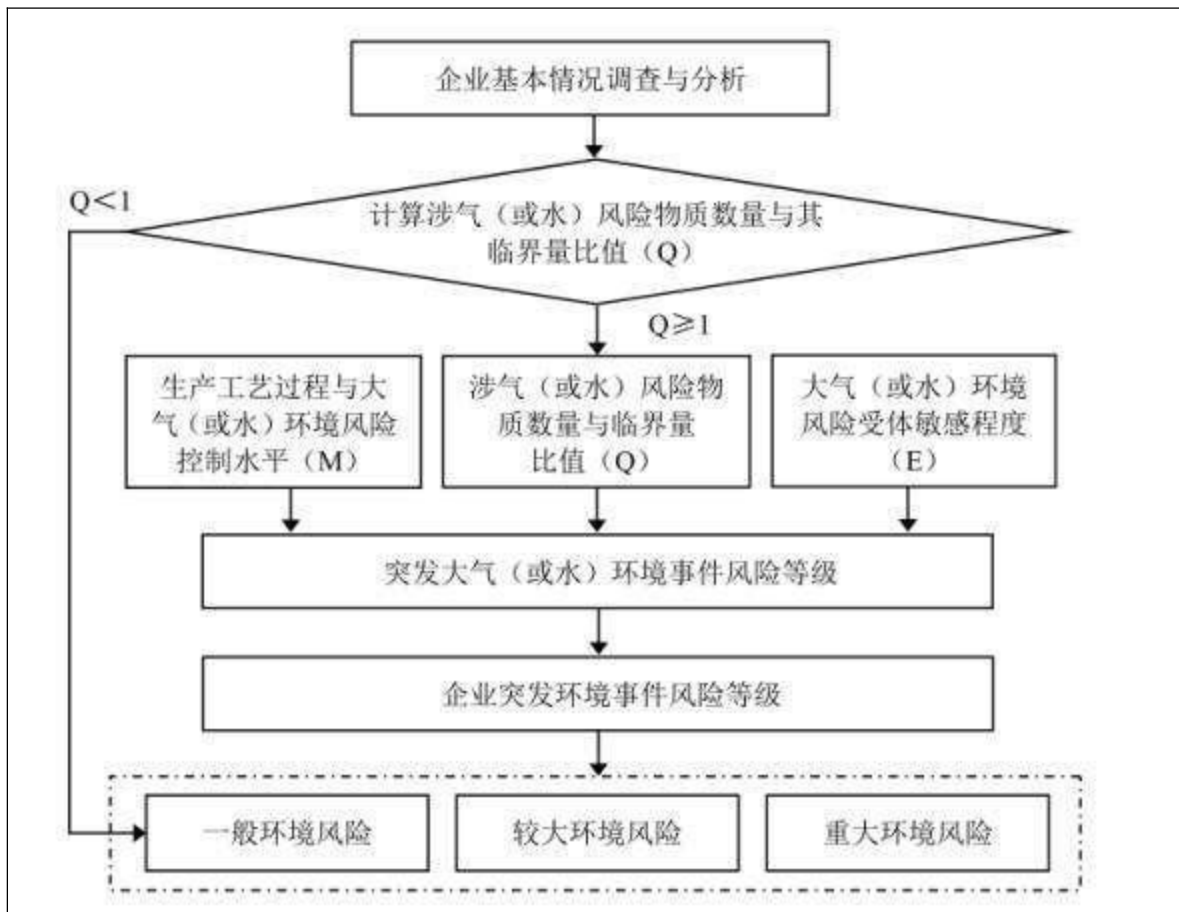 企业基本情况调查与分析
Q＜1
计算涉气（或水）风险物质数量与其
临界量比值（Q）
Q≥1
生产工艺过程与大
气（或水）环境风险
控制水平（M）
涉气（或水）风险物
质数量与临界量
比值（Q）
大气（或水）环境
风险受体敏感程度
（E）
突发大气（或水）环境事件风险等级
企业突发环境事件风险等级
一般环境风险
较大环境风险
重大环境风险